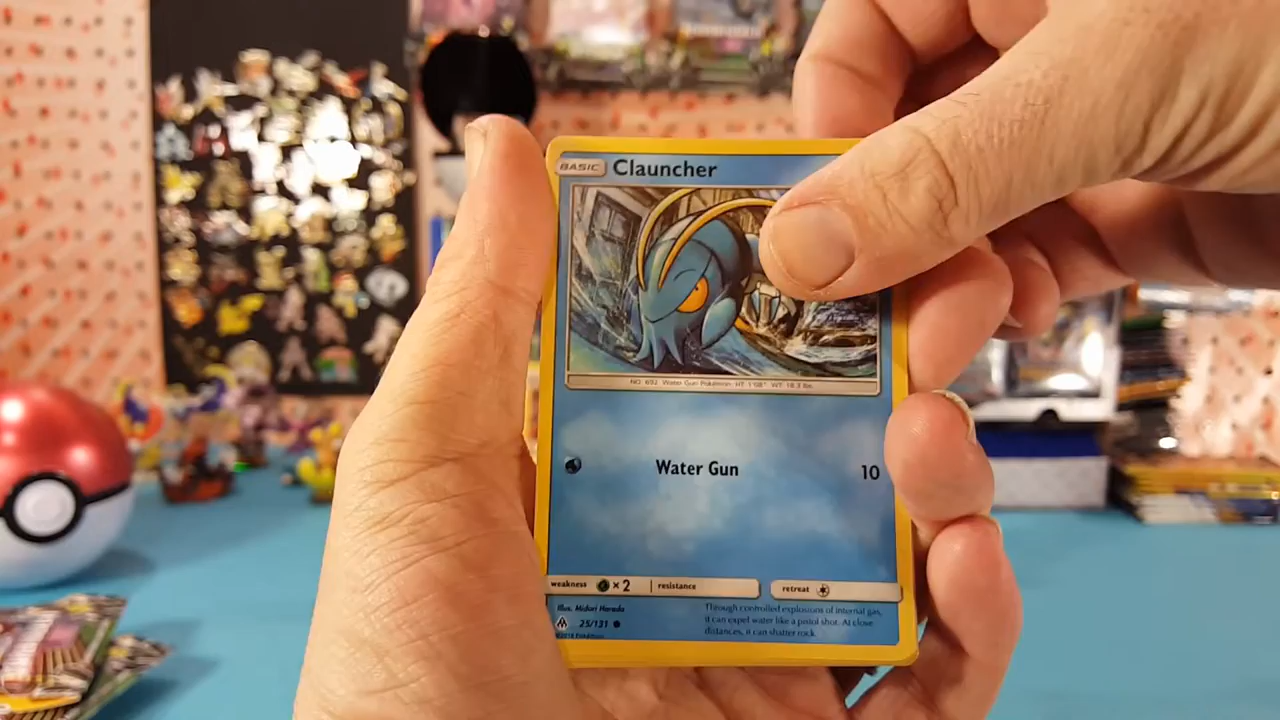 BASIC Clauncher
NO. 692 Water Gun Pokémon HT: 1'08" WT: 18.3 lbs.
Water Gun 10
weakness ×2 resistance retreat
Illus. Midori Harada
25/131
©2018 Pokémon
Through controlled explosions of internal gas,
it can expel water like a pistol shot. At close
distances, it can shatter rock.